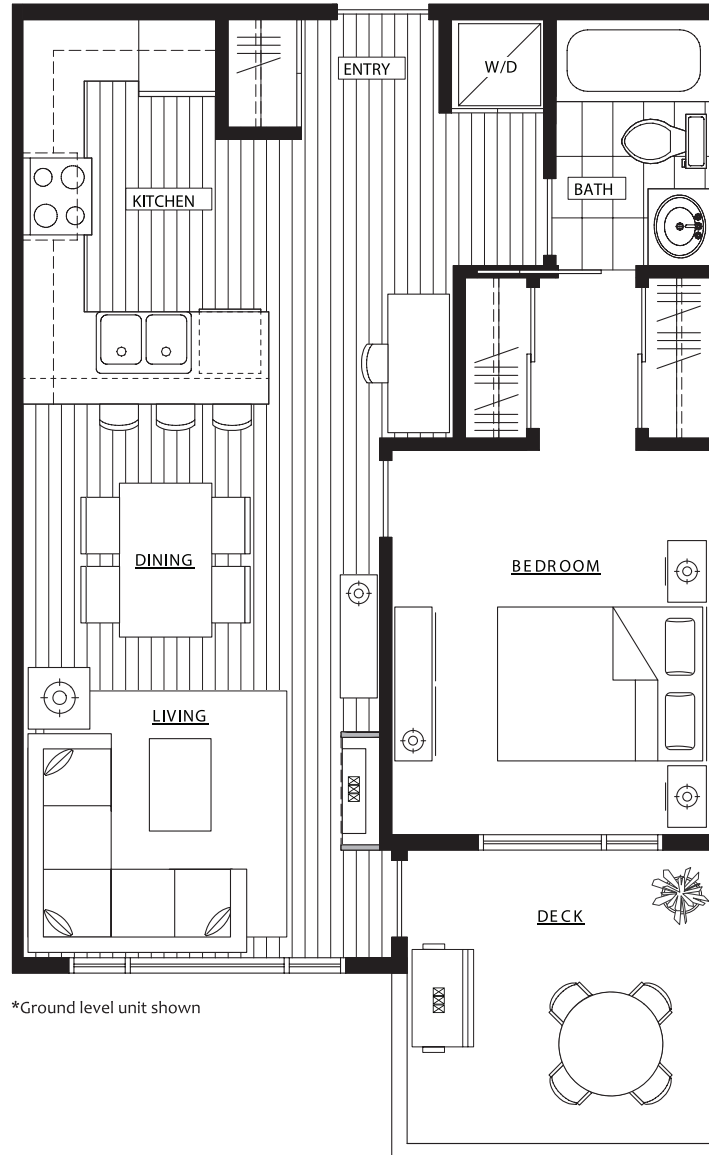 ENTRY
W/D
KITCHEN
BATH
DINING
BEDROOM
LIVING
DECK
*Ground level unit shown